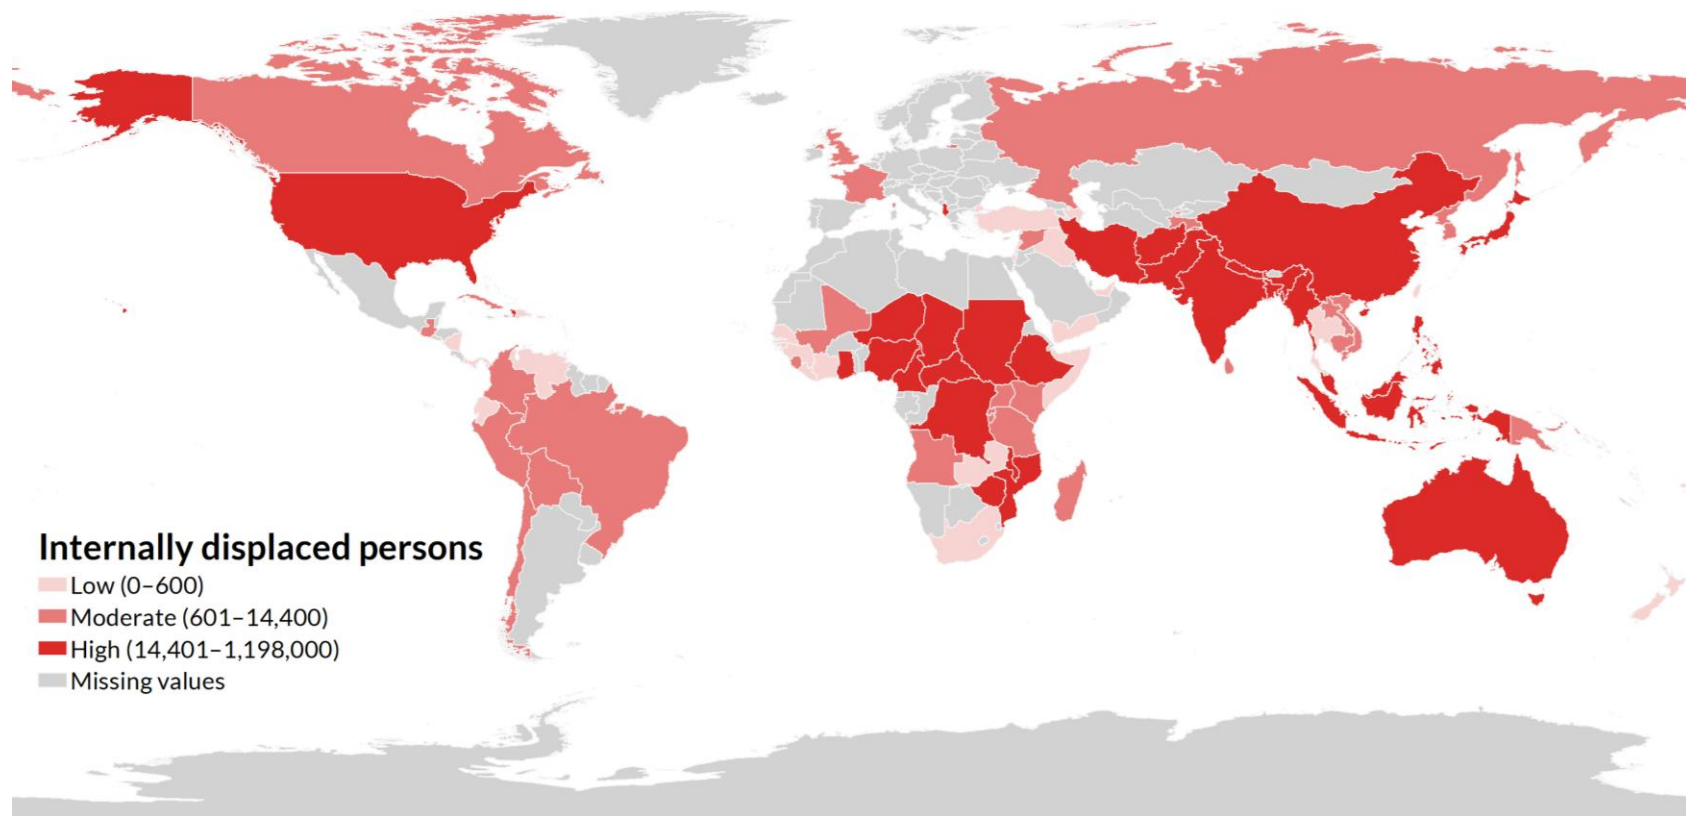 Internally displaced persons
Low (0–600)
Moderate (601–14,400)
High (14,401–1,198,000)
Missing values